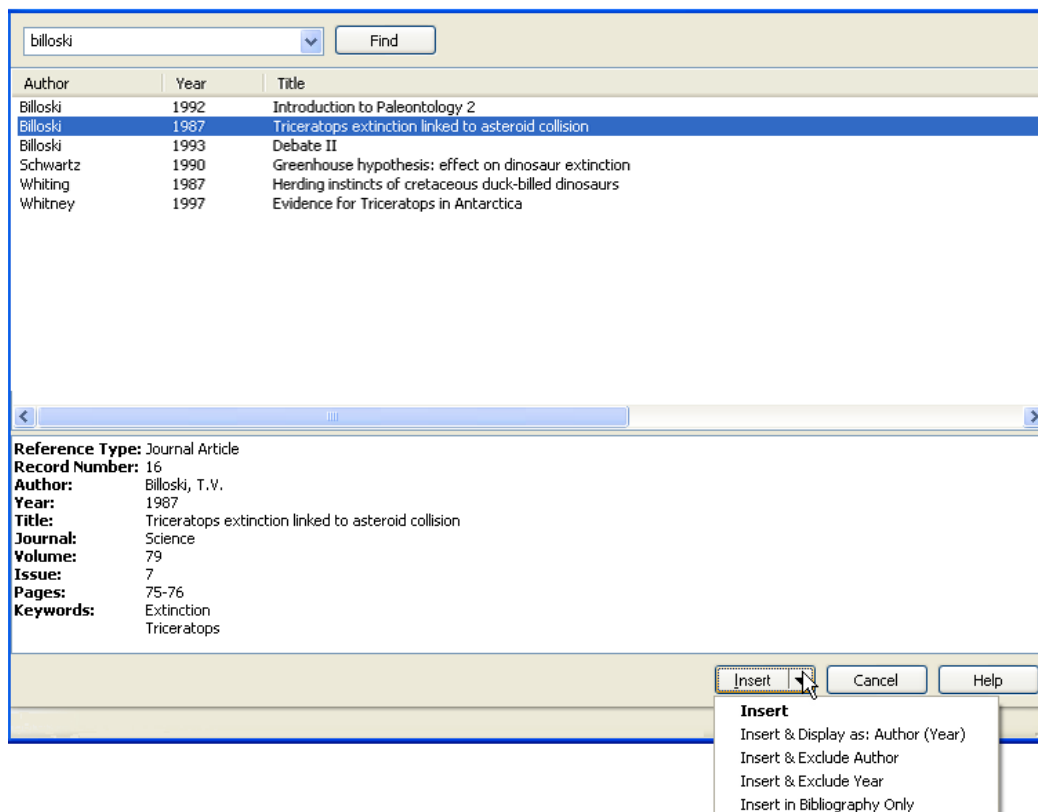 billoski Find
Author Year Title
Billoski 1992 Introduction to Paleontology 2
Billoski 1987 Triceratops extinction linked to asteroid collision
Billoski 1993 Debate II
Schwartz 1990 Greenhouse hypothesis: effect on dinosaur extinction
Whiting 1987 Herding instincts of cretaceous duck-billed dinosaurs
Whitney 1997 Evidence for Triceratops in Antarctica
Reference Type: Journal Article
Record Number: 16
Author: Billoski, T.V.
Year: 1987
Title: Triceratops extinction linked to asteroid collision
Journal: Science
Volume: 79
Issue: 7
Pages: 75-76
Keywords: Extinction
Triceratops
Insert Cancel Help
Insert
Insert & Display as: Author (Year)
Insert & Exclude Author
Insert & Exclude Year
Insert in Bibliography Only